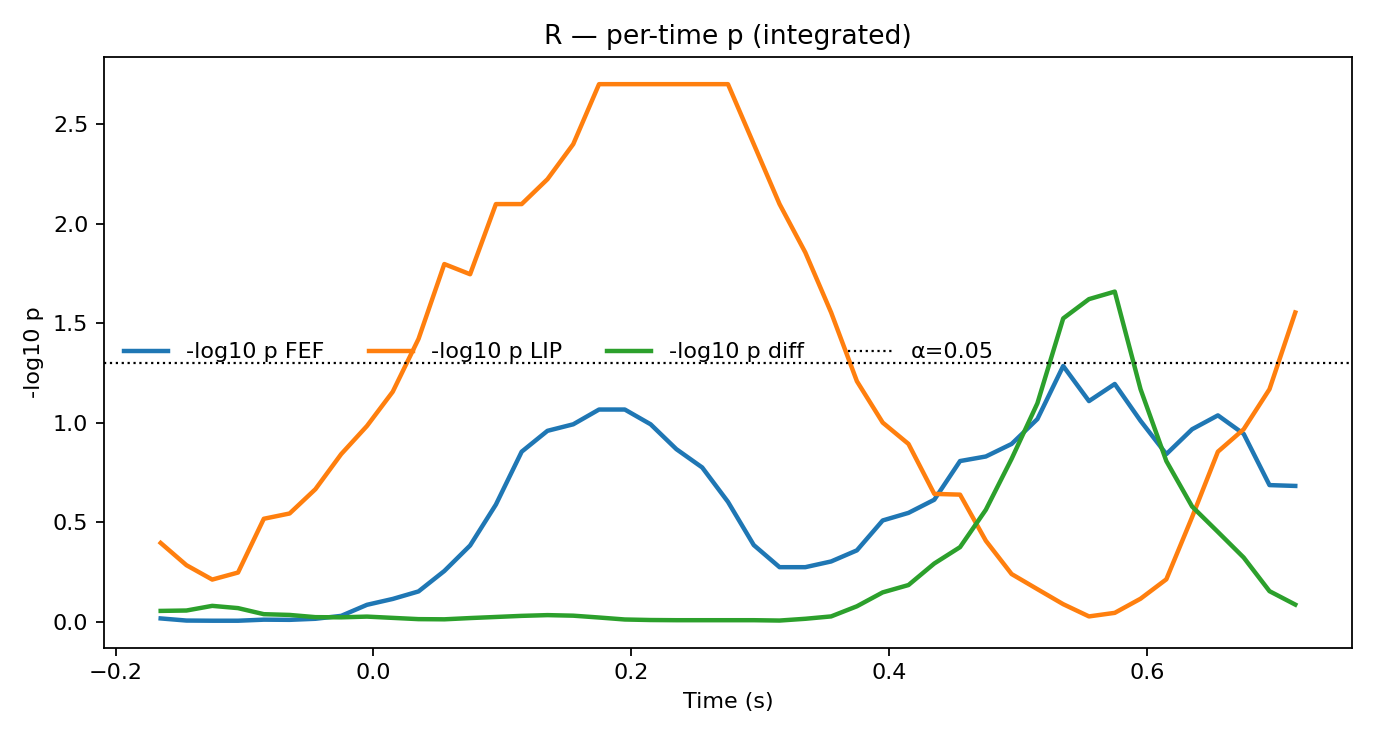 R — per-time p (integrated)
-log10 p
2.5
2.0
1.5
1.0
0.5
0.0
-log10 p FEF
-log10 p LIP
-log10 p diff
α=0.05
−0.2
0.0
0.2
0.4
0.6
Time (s)